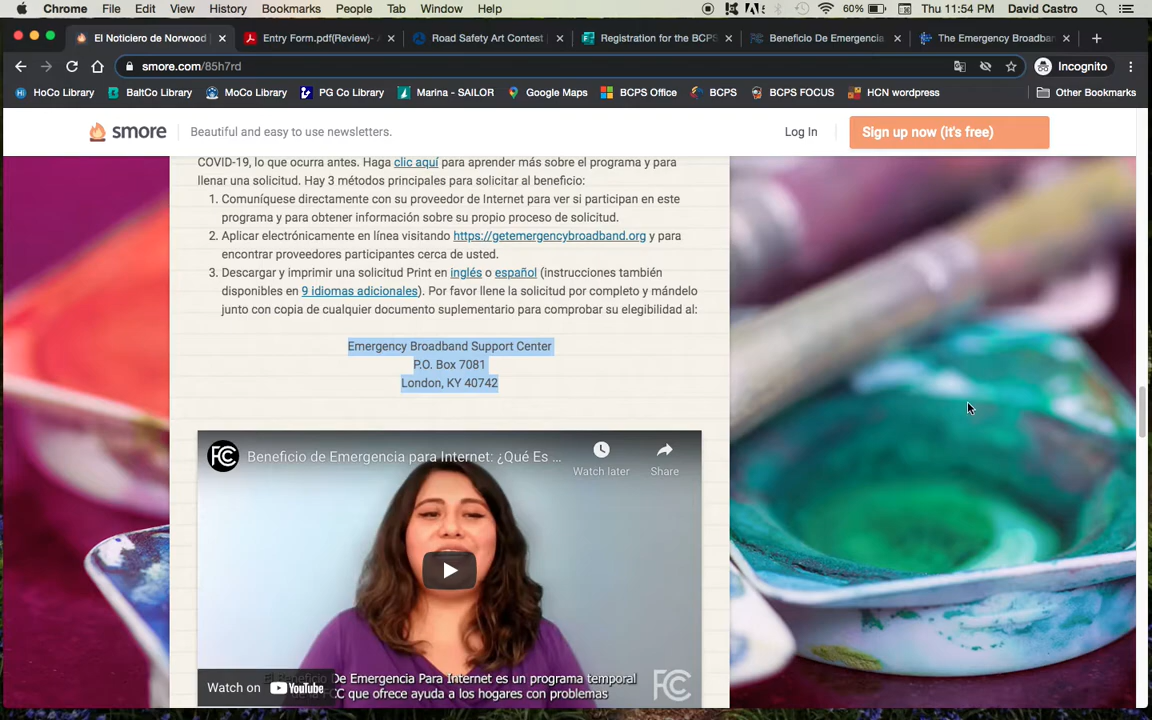 Chrome File Edit View History Bookmarks People Tab Window Help 60% Thu 11:54 PM David Castro
El Noticiero de Norwood Entry Form.pdf(Review)- A Road Safety Art Contest Registration for the BCPS Beneficio De Emergencia The Emergency Broadban
smore.com/85h7rd Incognito
HoCo Library BaltCo Library MoCo Library PG Co Library Marina - SAILOR Google Maps BCPS Office BCPS BCPS FOCUS HCN wordpress Other Bookmarks
smore Beautiful and easy to use newsletters. Log In Sign up now (it's free)
COVID-19, lo que ocurra antes. Haga clic aquí para aprender más sobre el programa y para
llenar una solicitud. Hay 3 métodos principales para solicitar al beneficio:
1. Comuníquese directamente con su proveedor de Internet para ver si participan en este
programa y para obtener información sobre su propio proceso de solicitud.
2. Aplicar electrónicamente en línea visitando https://getemergencybroadband.org y para
encontrar proveedores participantes cerca de usted.
3. Descargar y imprimir una solicitud Print en inglés o español (instrucciones también
disponibles en 9 idiomas adicionales). Por favor llene la solicitud por completo y mándelo
junto con copia de cualquier documento suplementario para comprobar su elegibilidad al:
Emergency Broadband Support Center
P.O. Box 7081
London, KY 40742
FC Beneficio de Emergencia para Internet: ¿Qué Es ...
Watch later Share
El Beneficio De Emergencia Para Internet es un programa temporal
de la FCC que ofrece ayuda a los hogares con problemas
Watch on YouTube
FC